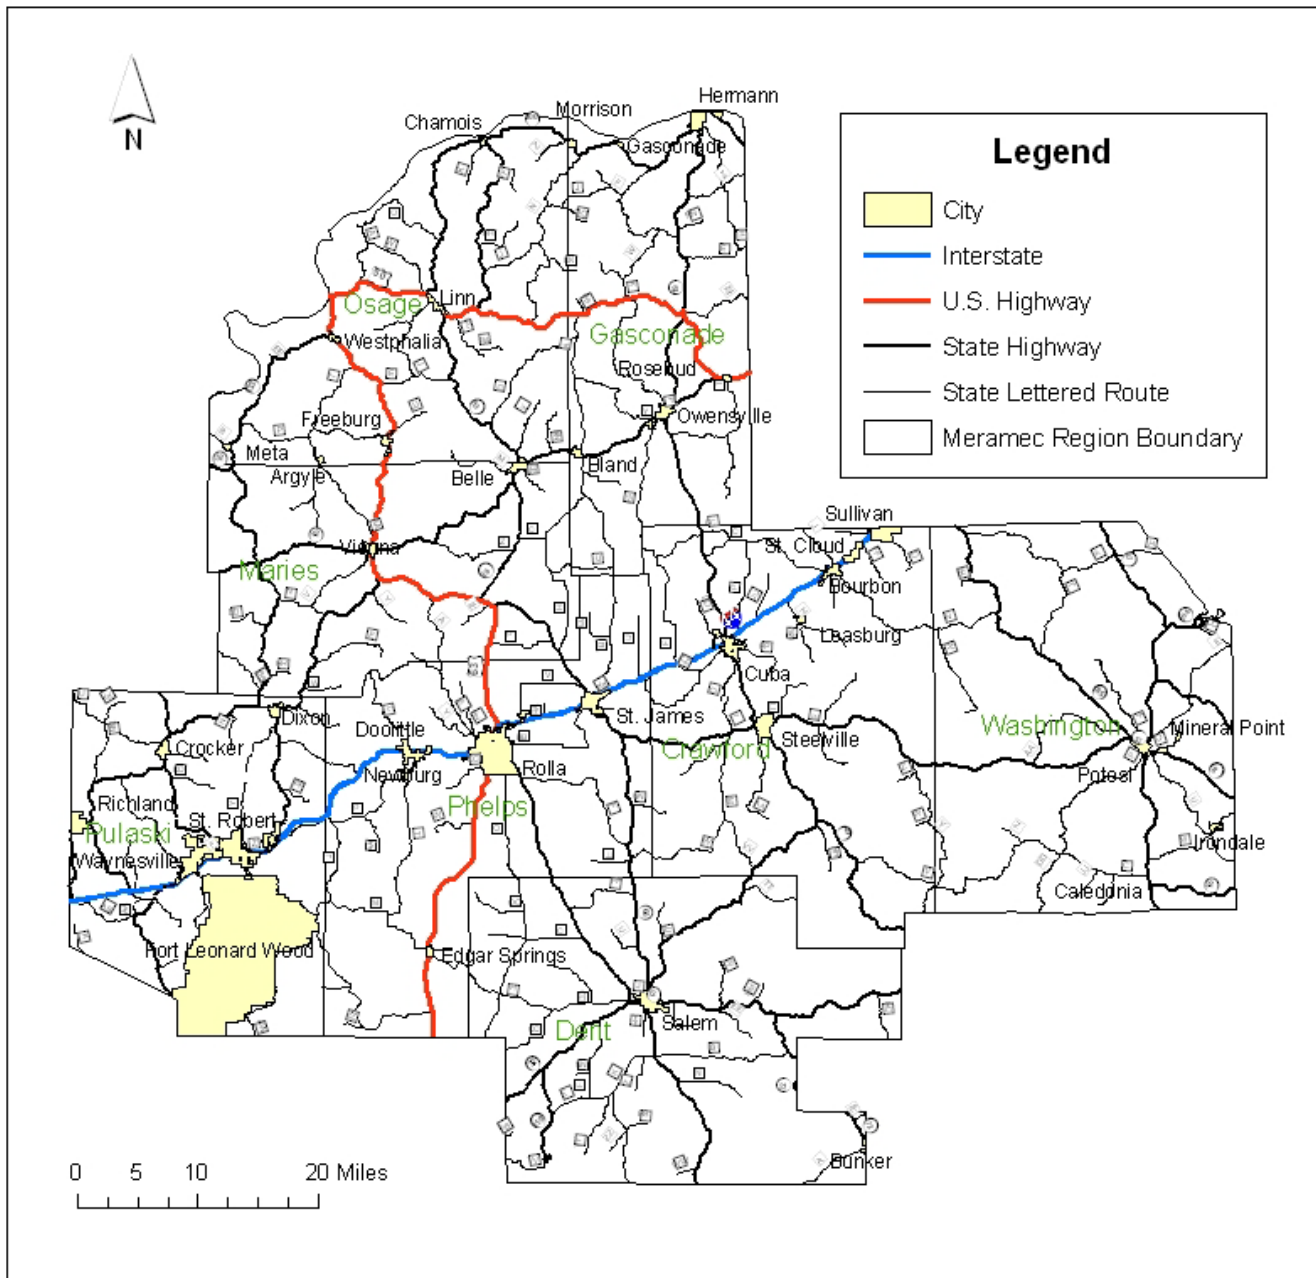 Hermann
Morrison
Chamois
Gasconade
N
Legend
City
Interstate
U.S. Highway
State Highway
State Lettered Route
Meramec Region Boundary
Linn
Osage
Gasconade
Westphalia
Rosebud
Owensville
Freeburg
Meta
Argyle
Belle
Bland
Sullivan
St. Cloud
Vienna
Maries
Bourbon
Leasburg
Cuba
St. James
Dixon
Doolittle
Crawford
Steelville
Washington
Mineral Point
Crocker
Newburg
Rolla
Potosi
Richland
Phelps
St. Robert
Pulaski
Waynesville
Irondale
Caledonia
Fort Leonard Wood
Edgar Springs
Salem
Dent
Bunker
0 5 10 20 Miles